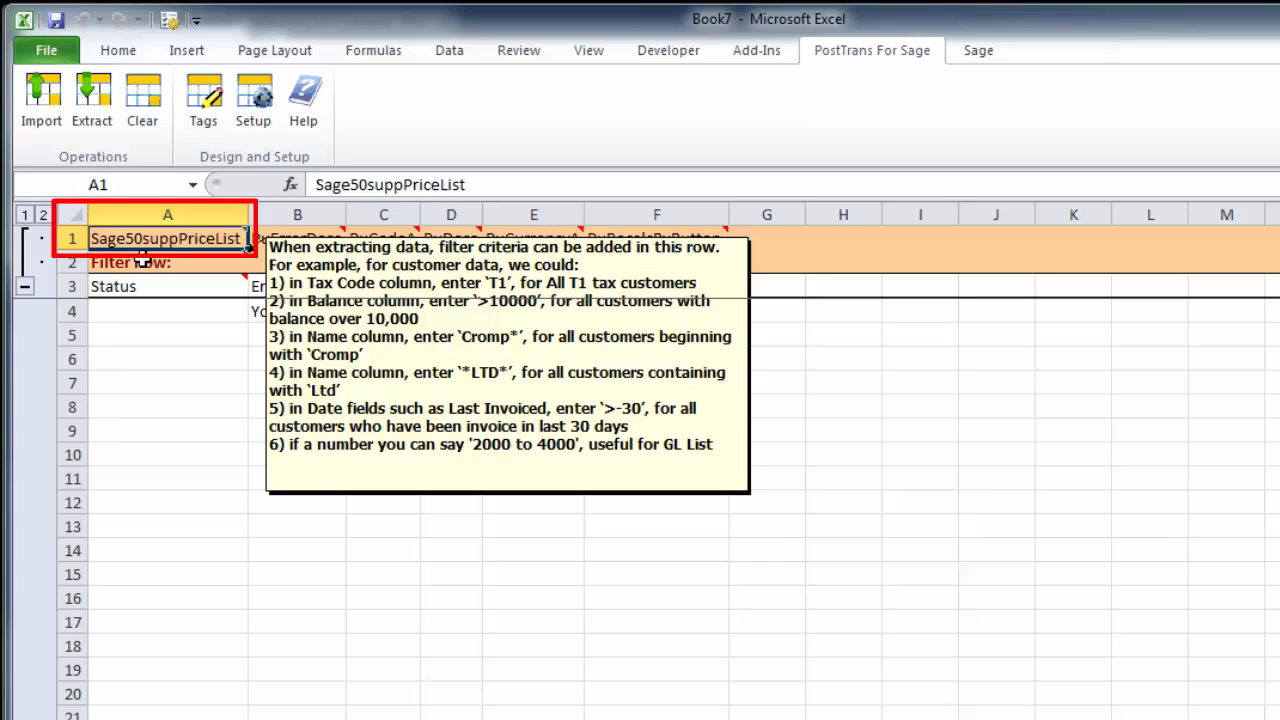 Book7 - Microsoft Excel
File Home Insert Page Layout Formulas Data Review View Developer Add-Ins PostTrans For Sage Sage
Import Extract Clear Tags Setup Help
Operations Design and Setup
A1 fx Sage50suppPriceList
1 2 A B C D E F G H I J K L M
1 Sage50suppPriceList
2 Filter row:
3 Status
When extracting data, filter criteria can be added in this row.
For example, for customer data, we could:
1) in Tax Code column, enter `T1’, for All T1 tax customers
2) in Balance column, enter `>10000’, for all customers with
balance over 10,000
3) in Name column, enter `Cromp*’, for all customers beginning
with `Cromp’
4) in Name column, enter `*LTD*’, for all customers containing
with `Ltd’
5) in Date fields such as Last Invoiced, enter `>-30’, for all
customers who have been invoice in last 30 days
6) if a number you can say '2000 to 4000', useful for GL List
4
5
6
7
8
9
10
11
12
13
14
15
16
17
18
19
20
21